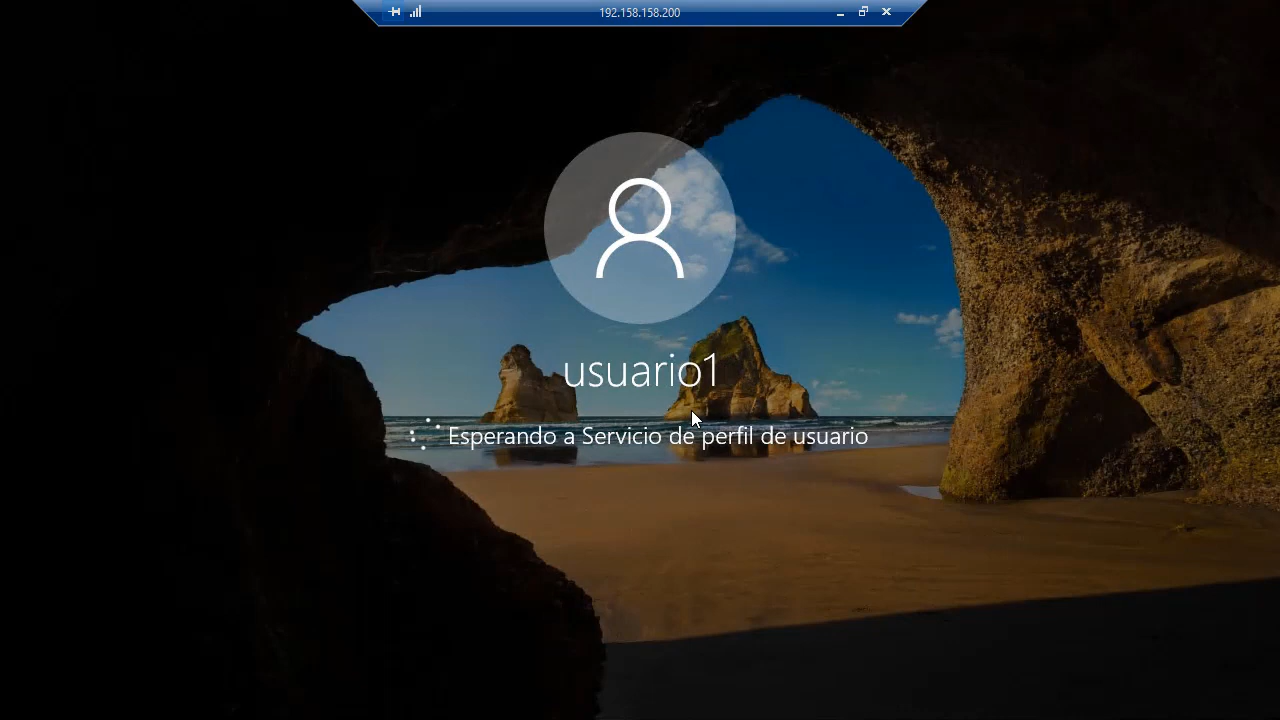 192.158.158.200
usuario1
Esperando a Servicio de perfil de usuario